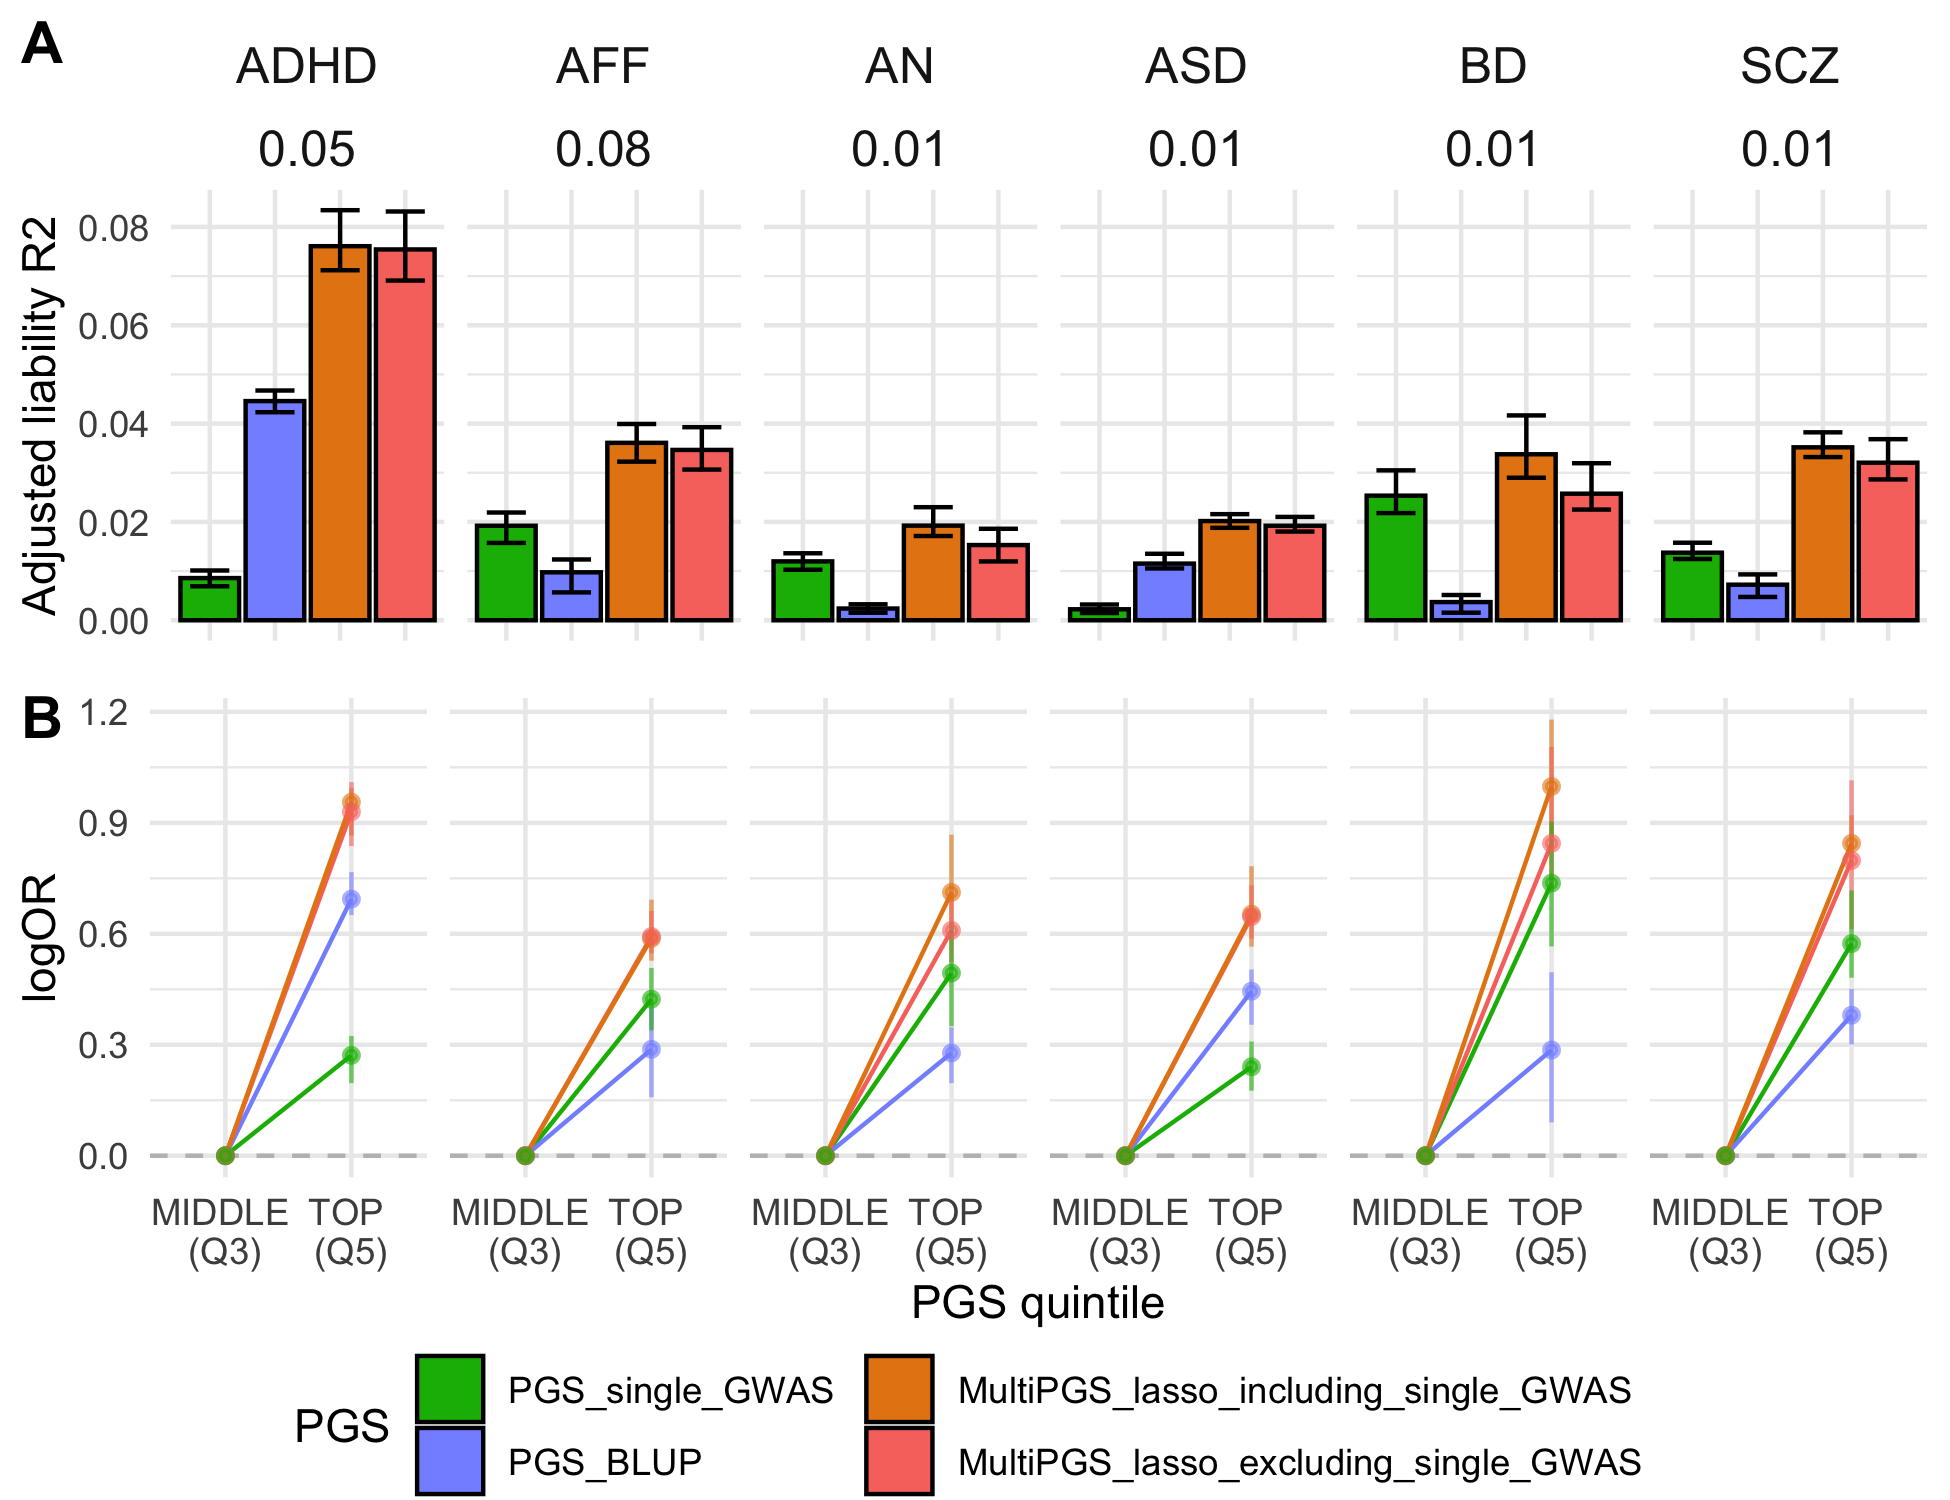 A
ADHD AFF AN ASD BD SCZ
0.05 0.08 0.01 0.01 0.01 0.01
Adjusted liability R2
0.08
0.06
0.04
0.02
0.00
B
logOR
1.2
0.9
0.6
0.3
0.0
MIDDLE TOP MIDDLE TOP MIDDLE TOP MIDDLE TOP MIDDLE TOP MIDDLE TOP
(Q3) (Q5) (Q3) (Q5) (Q3) (Q5) (Q3) (Q5) (Q3) (Q5) (Q3) (Q5)
PGS quintile
PGS
PGS_single_GWAS
PGS_BLUP
MultiPGS_lasso_including_single_GWAS
MultiPGS_lasso_excluding_single_GWAS